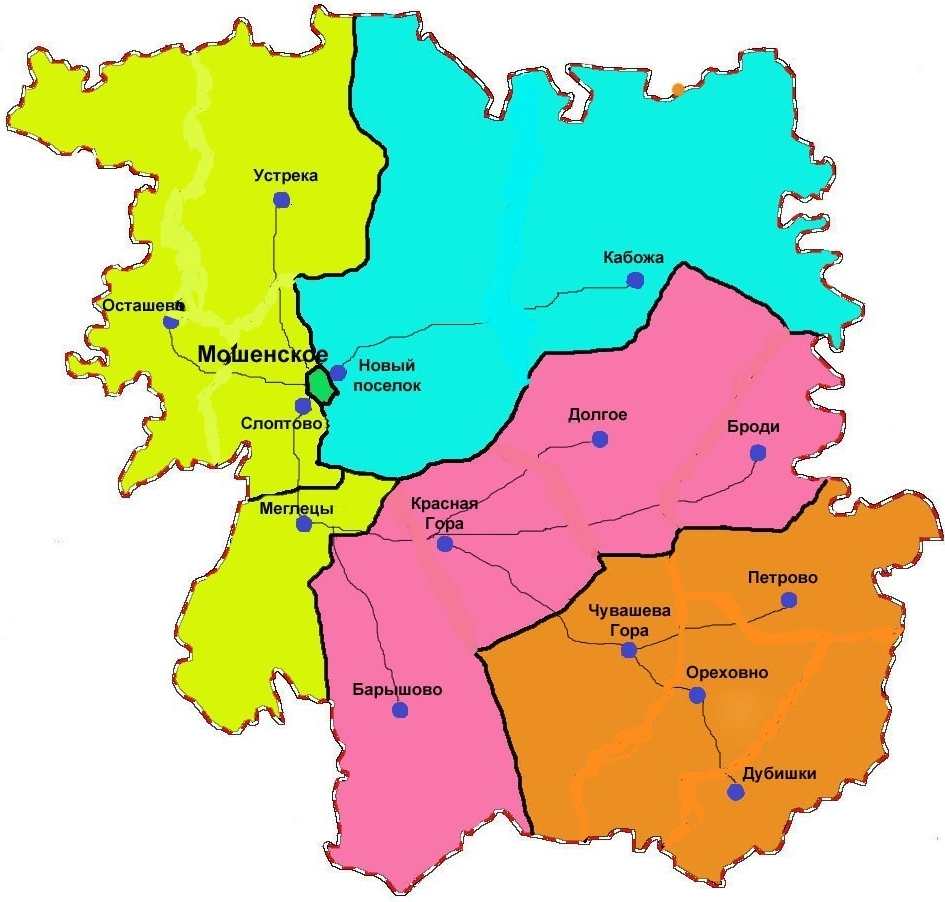 Устрека
Кабожа
Осташево
Мошенское
Новый
поселок
Слоптово
Долгое
Броди
Меглецы
Красная
Гора
Петрово
Чувашева
Гора
Ореховно
Барышово
Дубишки